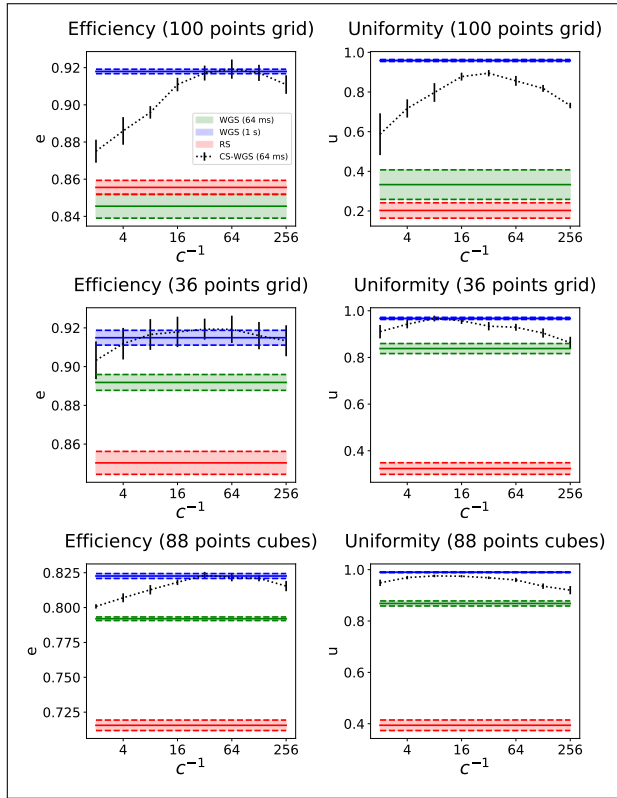 Efficiency (100 points grid)
Uniformity (100 points grid)
0.92
0.90
0.88
0.86
0.84
e
WGS (64 ms)
WGS (1 s)
RS
CS-WGS (64 ms)
4
16
64
256
c⁻¹
1.0
0.8
0.6
0.4
0.2
u
4
16
64
256
c⁻¹
Efficiency (36 points grid)
Uniformity (36 points grid)
0.92
0.90
0.88
0.86
e
4
16
64
256
c⁻¹
1.0
0.8
0.6
0.4
u
4
16
64
256
c⁻¹
Efficiency (88 points cubes)
Uniformity (88 points cubes)
0.825
0.800
0.775
0.750
0.725
e
4
16
64
256
c⁻¹
1.0
0.8
0.6
0.4
u
4
16
64
256
c⁻¹